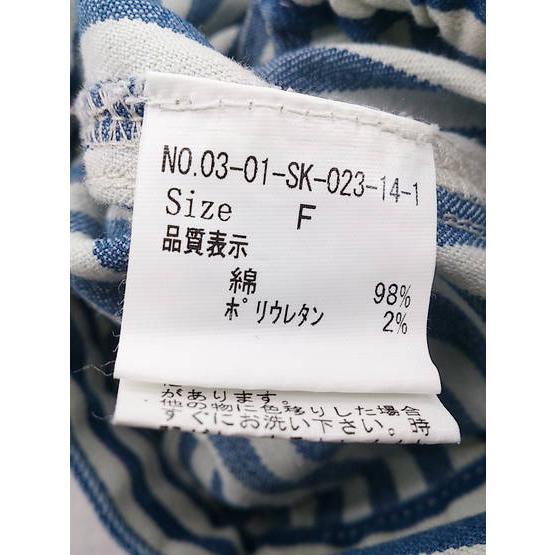 NO.03-01-SK-023-14-1
Size F
品質表示
綿 98%
ﾎﾟﾘｳﾚﾀﾝ 2%
があります。
他の物に色移りした場合
すぐにお洗い下さい。時